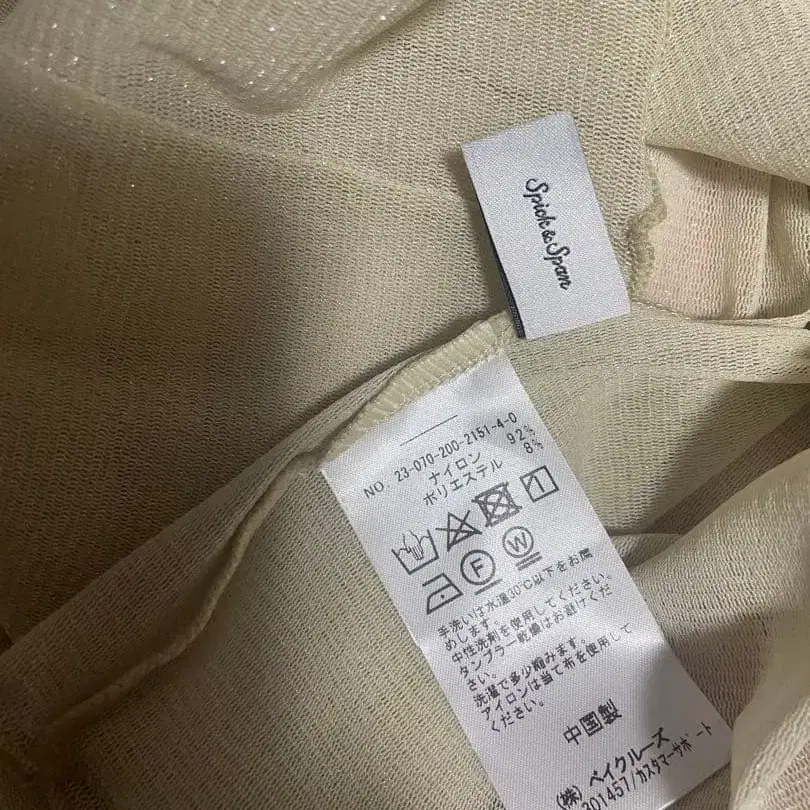 Spick & Span
NO. 23-070-200-2151-4-0
ナイロン 92%
ポリエステル 8%
F W
手洗いは水温30℃以下をお薦
めします。
中性洗剤を使用してください。
タンブラー乾燥はお避けくだ
さい。
洗濯で多少縮みます。
アイロンは当て布を使用して
ください。
中国製
(株) ベイクルーズ
301457/カスタマーサポート